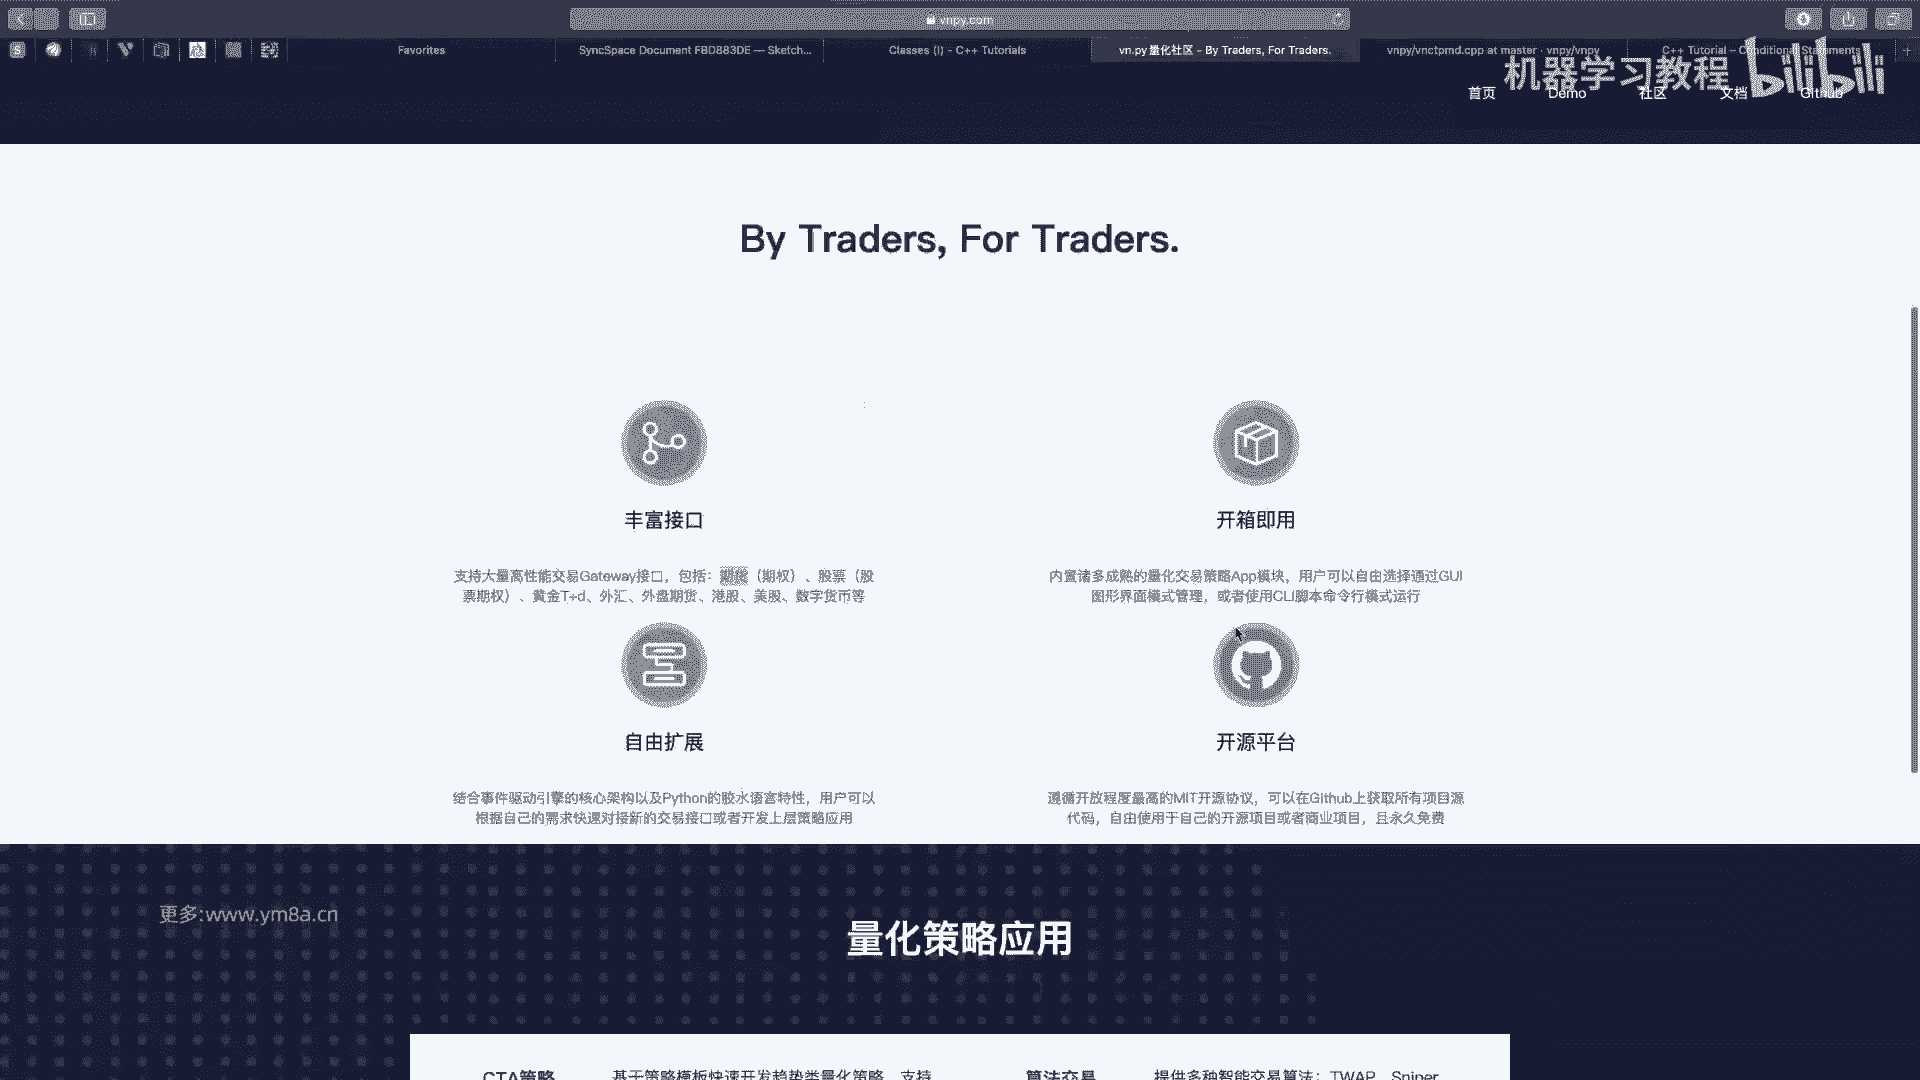 vnpy.com
Favorites
SyncSpace Document FBD883DE — Sketch...
Classes (I) - C++ Tutorials
vn.py 量化社区 - By Traders, For Traders.
vnpy/vnctpmd.cpp at master · vnpy/vnpy
C++ Tutorial – Conditional Statements
机器学习教程 bilibili
首页 Demo 社区 文档 Github
By Traders, For Traders.
丰富接口
支持大量高性能交易Gateway接口，包括：期货（期权）、股票（股
票期权）、黄金T+d、外汇、外盘期货、港股、美股、数字货币等
开箱即用
内置诸多成熟的量化交易策略App模块，用户可以自由选择通过GUI
图形界面模式管理，或者使用CLI脚本命令行模式运行
自由扩展
结合事件驱动引擎的核心架构以及Python的胶水语言特性，用户可以
根据自己的需求快速对接新的交易接口或者开发上层策略应用
开源平台
遵循开放程度最高的MIT开源协议，可以在Github上获取所有项目源
代码，自由使用于自己的开源项目或者商业项目，且永久免费
更多:www.ym8a.cn
量化策略应用
CTA策略
基于策略模板快速开发趋势类量化策略，支持
算法交易
提供多种智能交易算法：TWAP、Sniper、